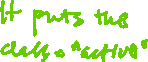 It puts the
class "active"